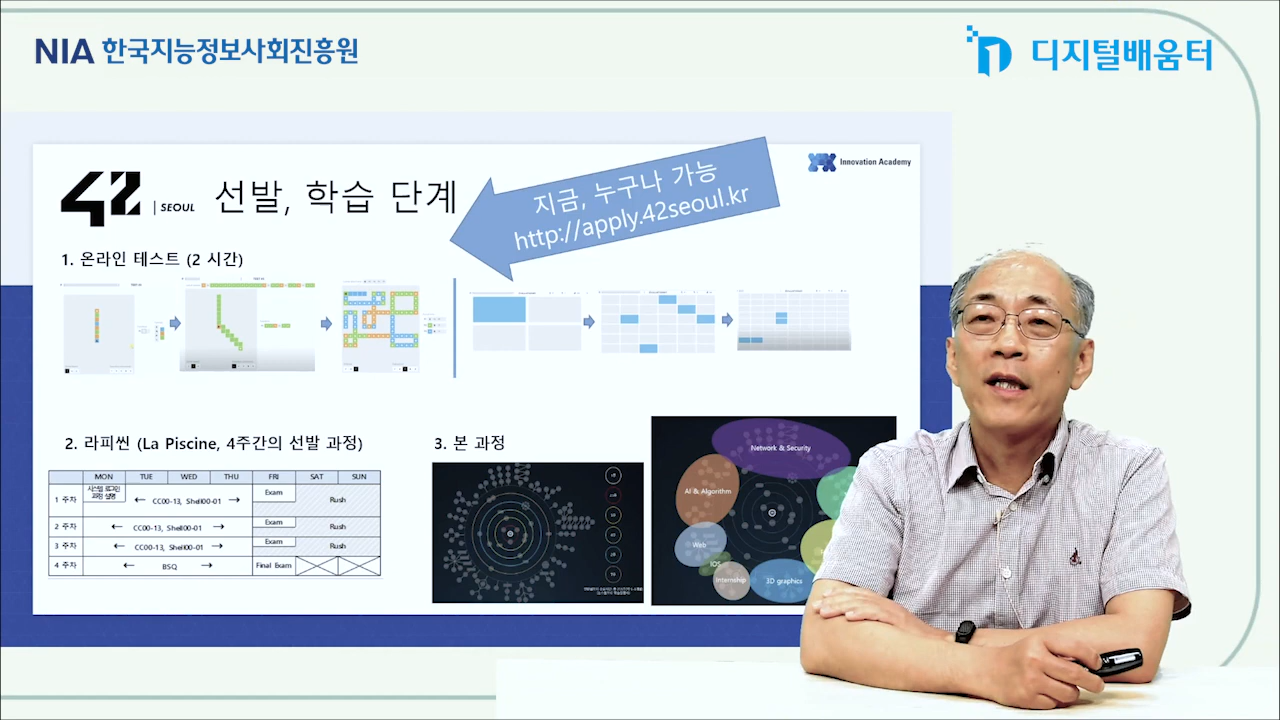 NIA 한국지능정보사회진흥원
디지털배움터
42 | SEOUL 선발, 학습 단계
지금, 누구나 가능
http://apply.42seoul.kr
Innovation Academy
1. 온라인 테스트 (2 시간)
2. 라피씬 (La Piscine, 4주간의 선발 과정)
MON TUE WED THU FRI SAT SUN
1 주차 ← CC00-13, Shell00-01 → Exam Rush
2 주차 ← CC00-13, Shell00-01 → Exam Rush
3 주차 ← CC00-13, Shell00-01 → Exam Rush
4 주차 ← BSQ → Final Exam
3. 본 과정
Network & Security
AI & Algorithm
Web
IOS
Internship
3D graphics